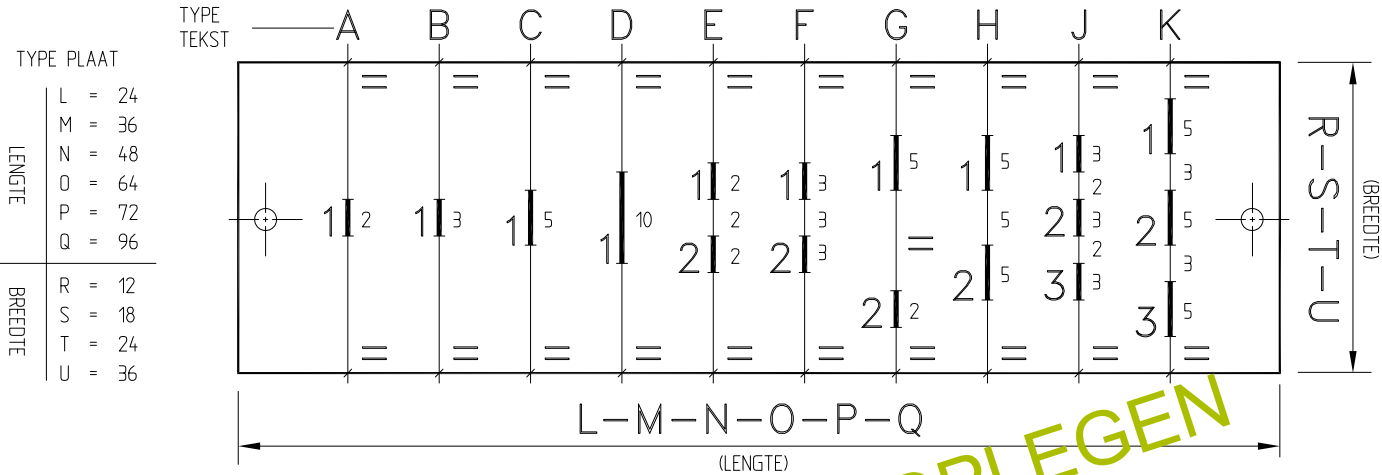 TYPE
TEKST
A B C D E F G H J K
TYPE PLAAT
LENGTE
L = 24
M = 36
N = 48
O = 64
P = 72
Q = 96
BREEDTE
R = 12
S = 18
T = 24
U = 36
1 2
1 3
1 5
1 10
1 2
2
2 2
1 3
3
2 3
1 5
=
2 2
1 5
5
2 5
1 3
2
2 3
2
3 3
1 5
3
2 5
3
3 5
R-S-T-U
(BREEDTE)
L-M-N-O-P-Q
(LENGTE)